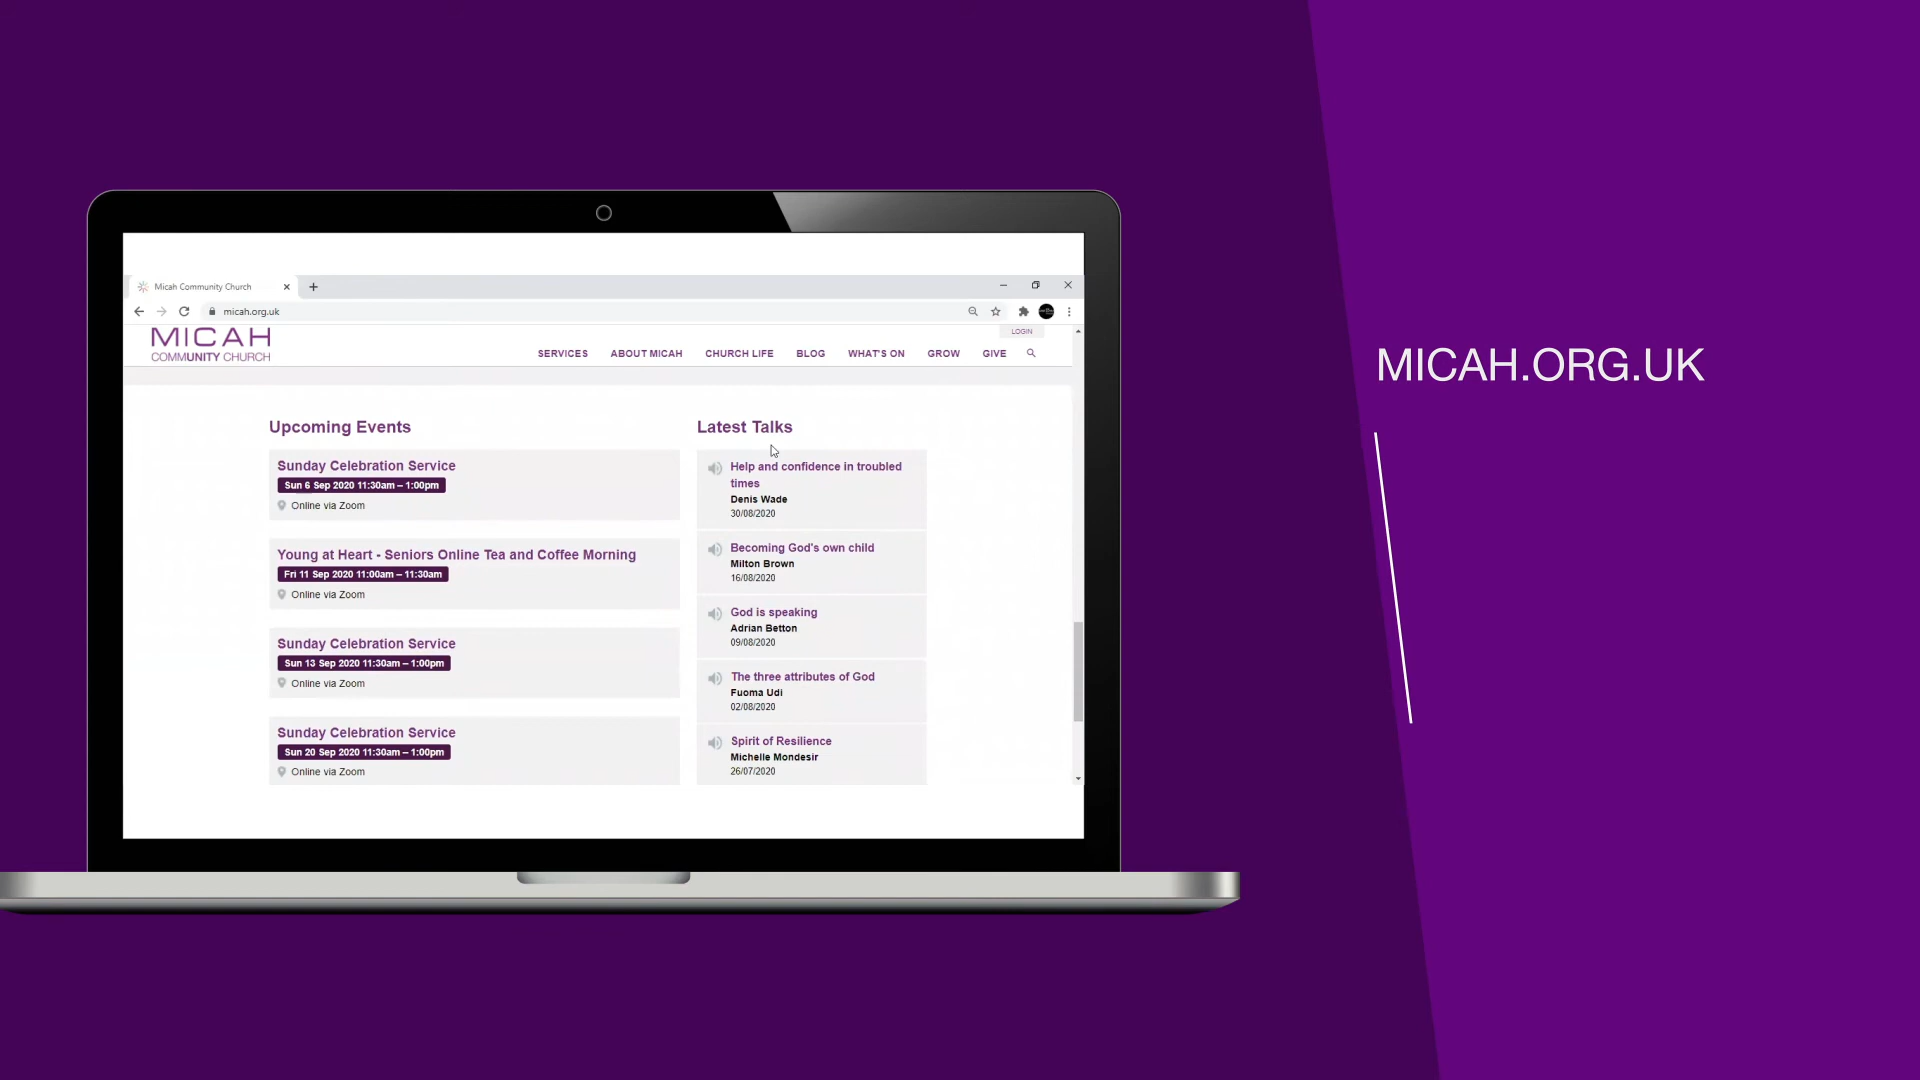 Micah Community Church
micah.org.uk
MICAH
COMMUNITY CHURCH
LOGIN
SERVICES ABOUT MICAH CHURCH LIFE BLOG WHAT'S ON GROW GIVE
Upcoming Events
Sunday Celebration Service
Sun 6 Sep 2020 11:30am – 1:00pm
Online via Zoom
Young at Heart - Seniors Online Tea and Coffee Morning
Fri 11 Sep 2020 11:00am – 11:30am
Online via Zoom
Sunday Celebration Service
Sun 13 Sep 2020 11:30am – 1:00pm
Online via Zoom
Sunday Celebration Service
Sun 20 Sep 2020 11:30am – 1:00pm
Online via Zoom
Latest Talks
Help and confidence in troubled
times
Denis Wade
30/08/2020
Becoming God's own child
Milton Brown
16/08/2020
God is speaking
Adrian Betton
09/08/2020
The three attributes of God
Fuoma Udi
02/08/2020
Spirit of Resilience
Michelle Mondesir
26/07/2020
MICAH.ORG.UK